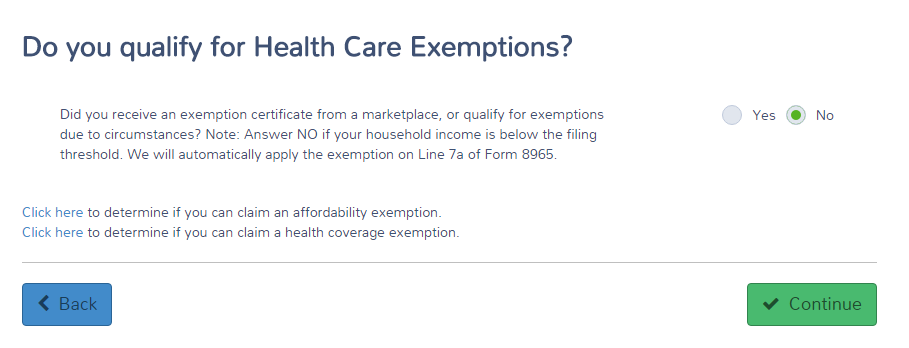 Do you qualify for Health Care Exemptions?
Did you receive an exemption certificate from a marketplace, or qualify for exemptions
due to circumstances? Note: Answer NO if your household income is below the filing
threshold. We will automatically apply the exemption on Line 7a of Form 8965.
Yes No
Click here to determine if you can claim an affordability exemption.
Click here to determine if you can claim a health coverage exemption.
Back Continue